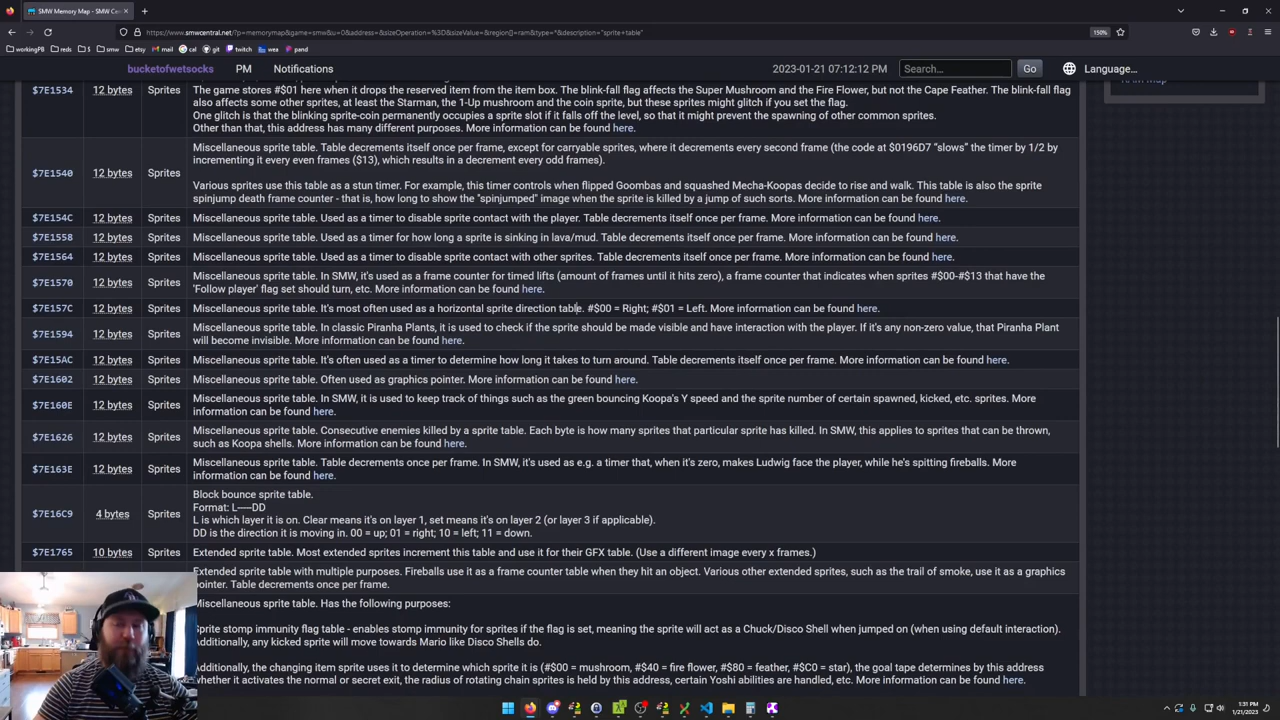 SMW Memory Map - SMW Cen
https://www.smwcentral.net/?p=memorymap&game=smw&u=0&address=&sizeOperation=%3D&sizeValue=&region[]=ram&type=*&description="sprite+table"
150%
workingPB reds $ smw etsy mail cal git twitch wea pand
bucketofwetsocks PM Notifications 2023-01-21 07:12:12 PM Search... Go Language...
RAM Map
The game stores #$01 here when it drops the reserved item from the item box. The blink-fall flag affects the Super Mushroom and the Fire Flower, but not the Cape Feather. The blink-fall flag
$7E1534 12 bytes Sprites also affects some other sprites, at least the Starman, the 1-Up mushroom and the coin sprite, but these sprites might glitch if you set the flag.
One glitch is that the blinking sprite-coin permanently occupies a sprite slot if it falls off the level, so that it might prevent the spawning of other common sprites.
Other than that, this address has many different purposes. More information can be found here.
Miscellaneous sprite table. Table decrements itself once per frame, except for carryable sprites, where it decrements every second frame (the code at $0196D7 "slows" the timer by 1/2 by
incrementing it every even frames ($13), which results in a decrement every odd frames).
$7E1540 12 bytes Sprites
Various sprites use this table as a stun timer. For example, this timer controls when flipped Goombas and squashed Mecha-Koopas decide to rise and walk. This table is also the sprite
spinjump death frame counter - that is, how long to show the "spinjumped" image when the sprite is killed by a jump of such sorts. More information can be found here.
$7E154C 12 bytes Sprites Miscellaneous sprite table. Used as a timer to disable sprite contact with the player. Table decrements itself once per frame. More information can be found here.
$7E1558 12 bytes Sprites Miscellaneous sprite table. Used as a timer for how long a sprite is sinking in lava/mud. Table decrements itself once per frame. More information can be found here.
$7E1564 12 bytes Sprites Miscellaneous sprite table. Used as a timer to disable sprite contact with other sprites. Table decrements itself once per frame. More information can be found here.
$7E1570 12 bytes Sprites Miscellaneous sprite table. In SMW, it's used as a frame counter for timed lifts (amount of frames until it hits zero), a frame counter that indicates when sprites #$00-#$13 that have the
'Follow player' flag set should turn, etc. More information can be found here.
$7E157C 12 bytes Sprites Miscellaneous sprite table. It's most often used as a horizontal sprite direction table. #$00 = Right; #$01 = Left. More information can be found here.
$7E1594 12 bytes Sprites Miscellaneous sprite table. In classic Piranha Plants, it is used to check if the sprite should be made visible and have interaction with the player. If it's any non-zero value, that Piranha Plant
will become invisible. More information can be found here.
$7E15AC 12 bytes Sprites Miscellaneous sprite table. It's often used as a timer to determine how long it takes to turn around. Table decrements itself once per frame. More information can be found here.
$7E1602 12 bytes Sprites Miscellaneous sprite table. Often used as graphics pointer. More information can be found here.
$7E160E 12 bytes Sprites Miscellaneous sprite table. In SMW, it is used to keep track of things such as the green bouncing Koopa's Y speed and the sprite number of certain spawned, kicked, etc. sprites. More
information can be found here.
$7E1626 12 bytes Sprites Miscellaneous sprite table. Consecutive enemies killed by a sprite table. Each byte is how many sprites that particular sprite has killed. In SMW, this applies to sprites that can be thrown,
such as Koopa shells. More information can be found here.
$7E163E 12 bytes Sprites Miscellaneous sprite table. Table decrements once per frame. In SMW, it's used as e.g. a timer that, when it's zero, makes Ludwig face the player, while he's spitting fireballs. More
information can be found here.
Block bounce sprite table.
Format: L-----DD
$7E16C9 4 bytes Sprites L is which layer it is on. Clear means it's on layer 1, set means it's on layer 2 (or layer 3 if applicable).
DD is the direction it is moving in. 00 = up; 01 = right; 10 = left; 11 = down.
$7E1765 10 bytes Sprites Extended sprite table. Most extended sprites increment this table and use it for their GFX table. (Use a different image every x frames.)
Extended sprite table with multiple purposes. Fireballs use it as a frame counter table when they hit an object. Various other extended sprites, such as the trail of smoke, use it as a graphics
pointer. Table decrements once per frame.
Miscellaneous sprite table. Has the following purposes:
Sprite stomp immunity flag table - enables stomp immunity for sprites if the flag is set, meaning the sprite will act as a Chuck/Disco Shell when jumped on (when using default interaction).
Additionally, any kicked sprite will move towards Mario like Disco Shells do.
Additionally, the changing item sprite uses it to determine which sprite it is (#$00 = mushroom, #$40 = fire flower, #$80 = feather, #$C0 = star), the goal tape determines by this address
whether it activates the normal or secret exit, the radius of rotating chain sprites is held by this address, certain Yoshi abilities are handled, etc. More information can be found here.
1:31 PM
1/21/2023